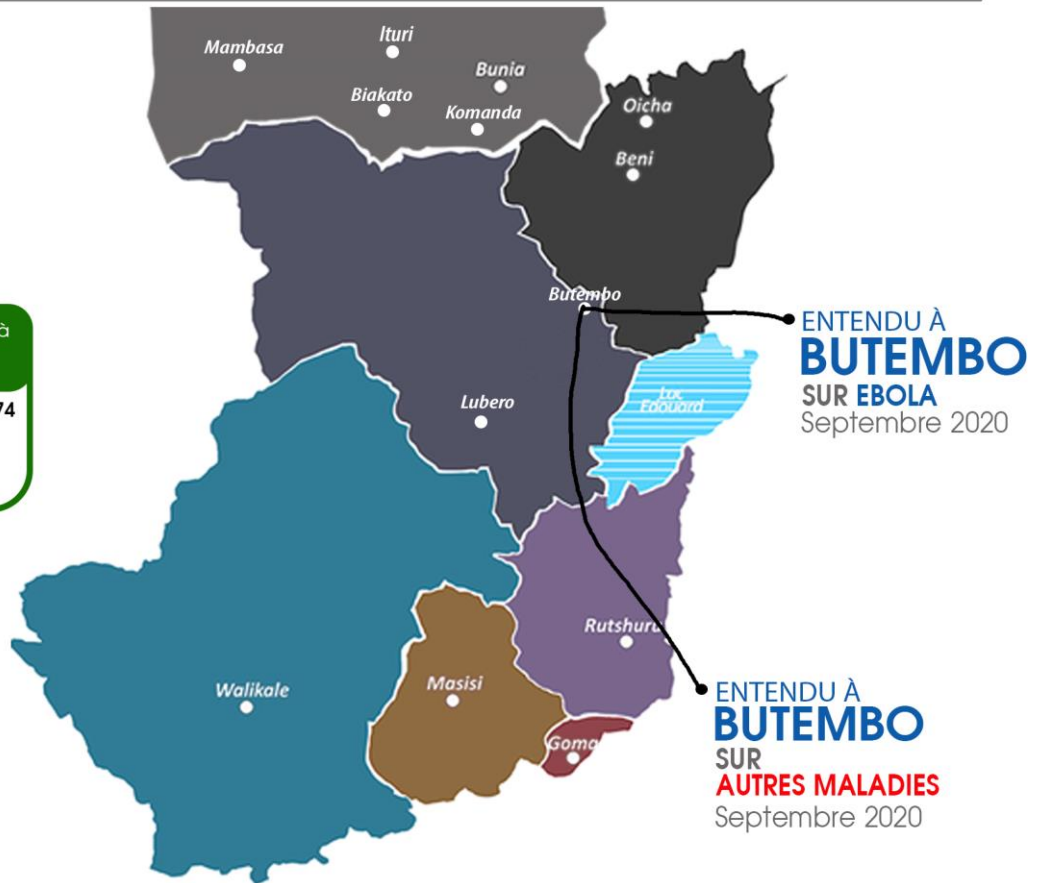 Mambasa
Ituri
Bunia
Biakato
Komanda
Oicha
Beni
à
74
Butembo
ENTENDU À
BUTEMBO
SUR EBOLA
Septembre 2020
Lac
Edouard
Lubero
Rutshuru
Walikale
Masisi
Goma
ENTENDU À
BUTEMBO
SUR
AUTRES MALADIES
Septembre 2020